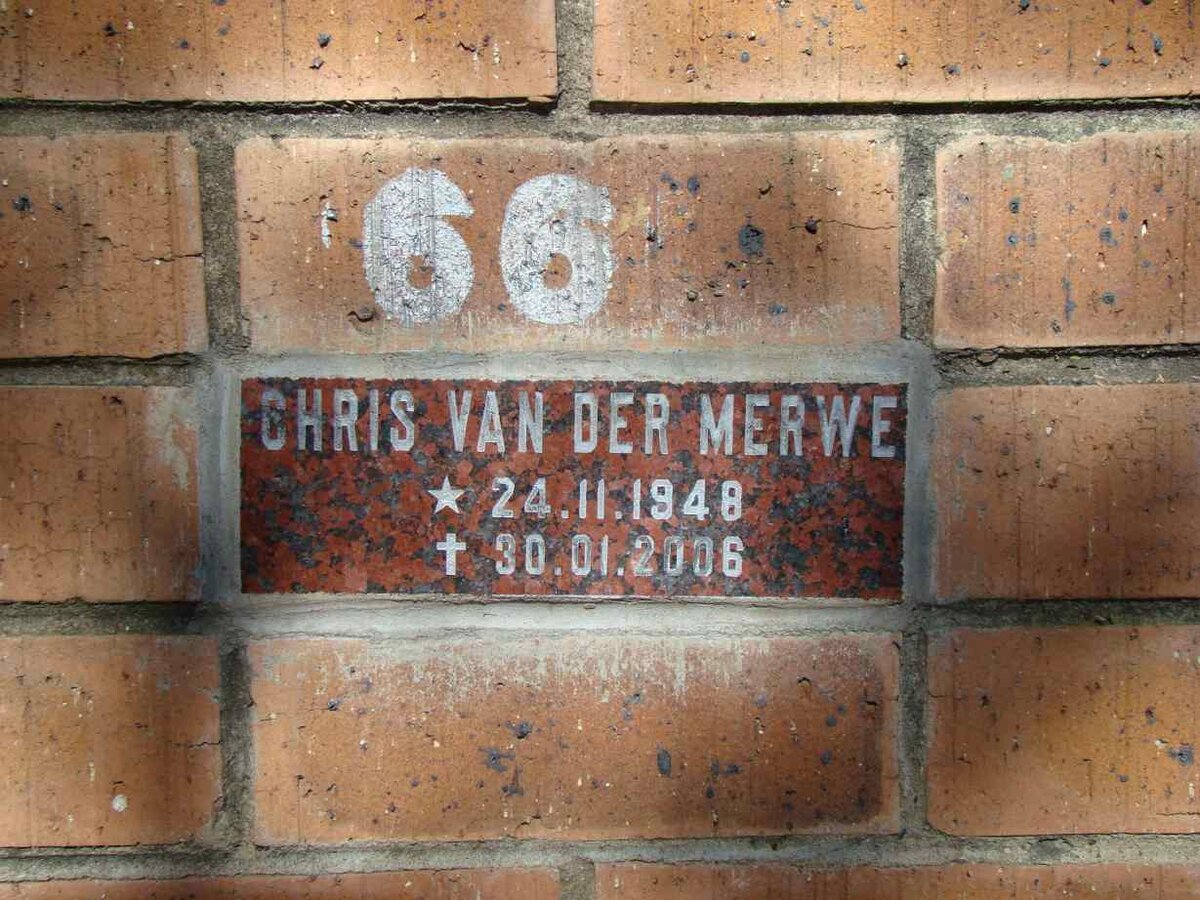 66
CHRIS VAN DER MERWE
★ 24.11.1948
✝ 30.01.2006